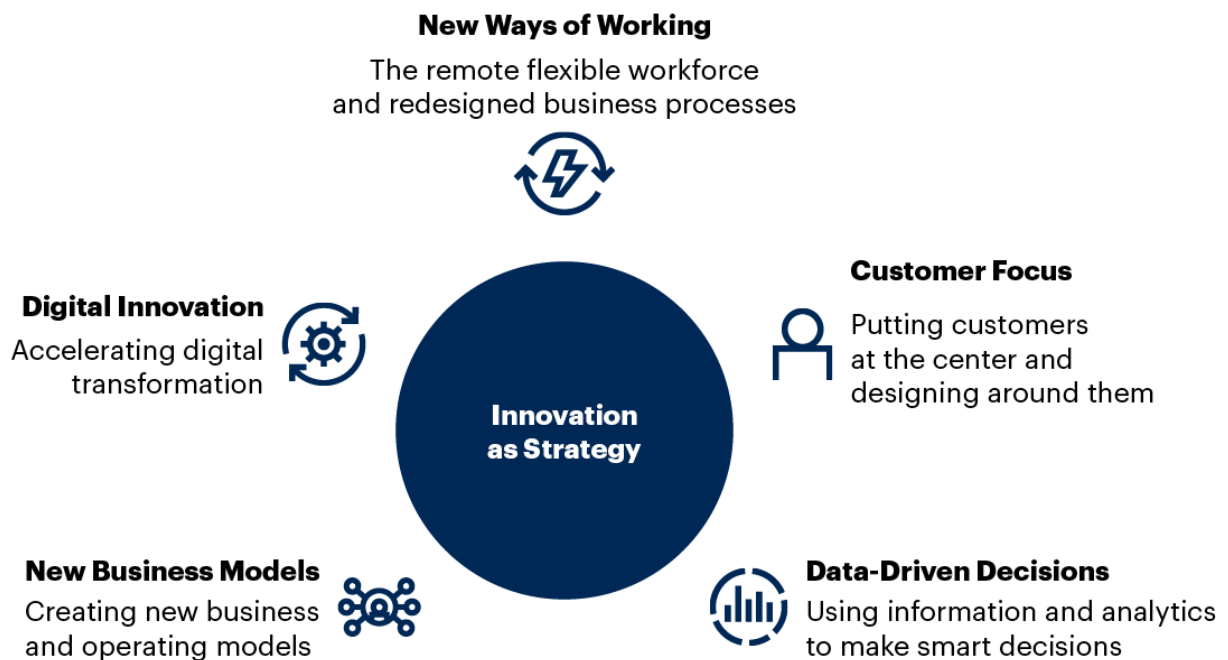 New Ways of Working
The remote flexible workforce
and redesigned business processes
Customer Focus
Putting customers
at the center and
designing around them
Digital Innovation
Accelerating digital
transformation
Innovation
as Strategy
New Business Models
Creating new business
and operating models
Data-Driven Decisions
Using information and analytics
to make smart decisions